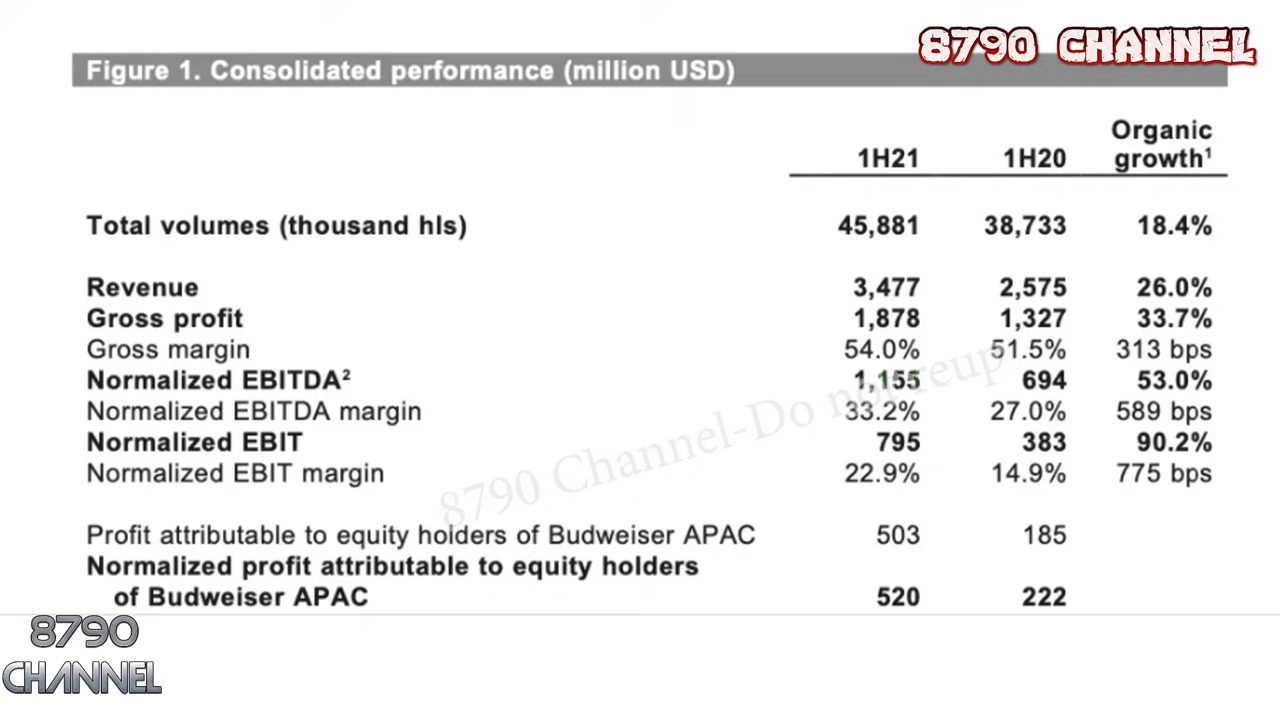 8790 CHANNEL
Figure 1. Consolidated performance (million USD)
Organic
1H21 1H20 growth¹
Total volumes (thousand hls) 45,881 38,733 18.4%
Revenue 3,477 2,575 26.0%
Gross profit 1,878 1,327 33.7%
Gross margin 54.0% 51.5% 313 bps
Normalized EBITDA² 1,155 694 53.0%
Normalized EBITDA margin 33.2% 27.0% 589 bps
Normalized EBIT 795 383 90.2%
Normalized EBIT margin 22.9% 14.9% 775 bps
8790 Channel-Do not reup
Profit attributable to equity holders of Budweiser APAC 503 185
Normalized profit attributable to equity holders
of Budweiser APAC 520 222
8790
CHANNEL